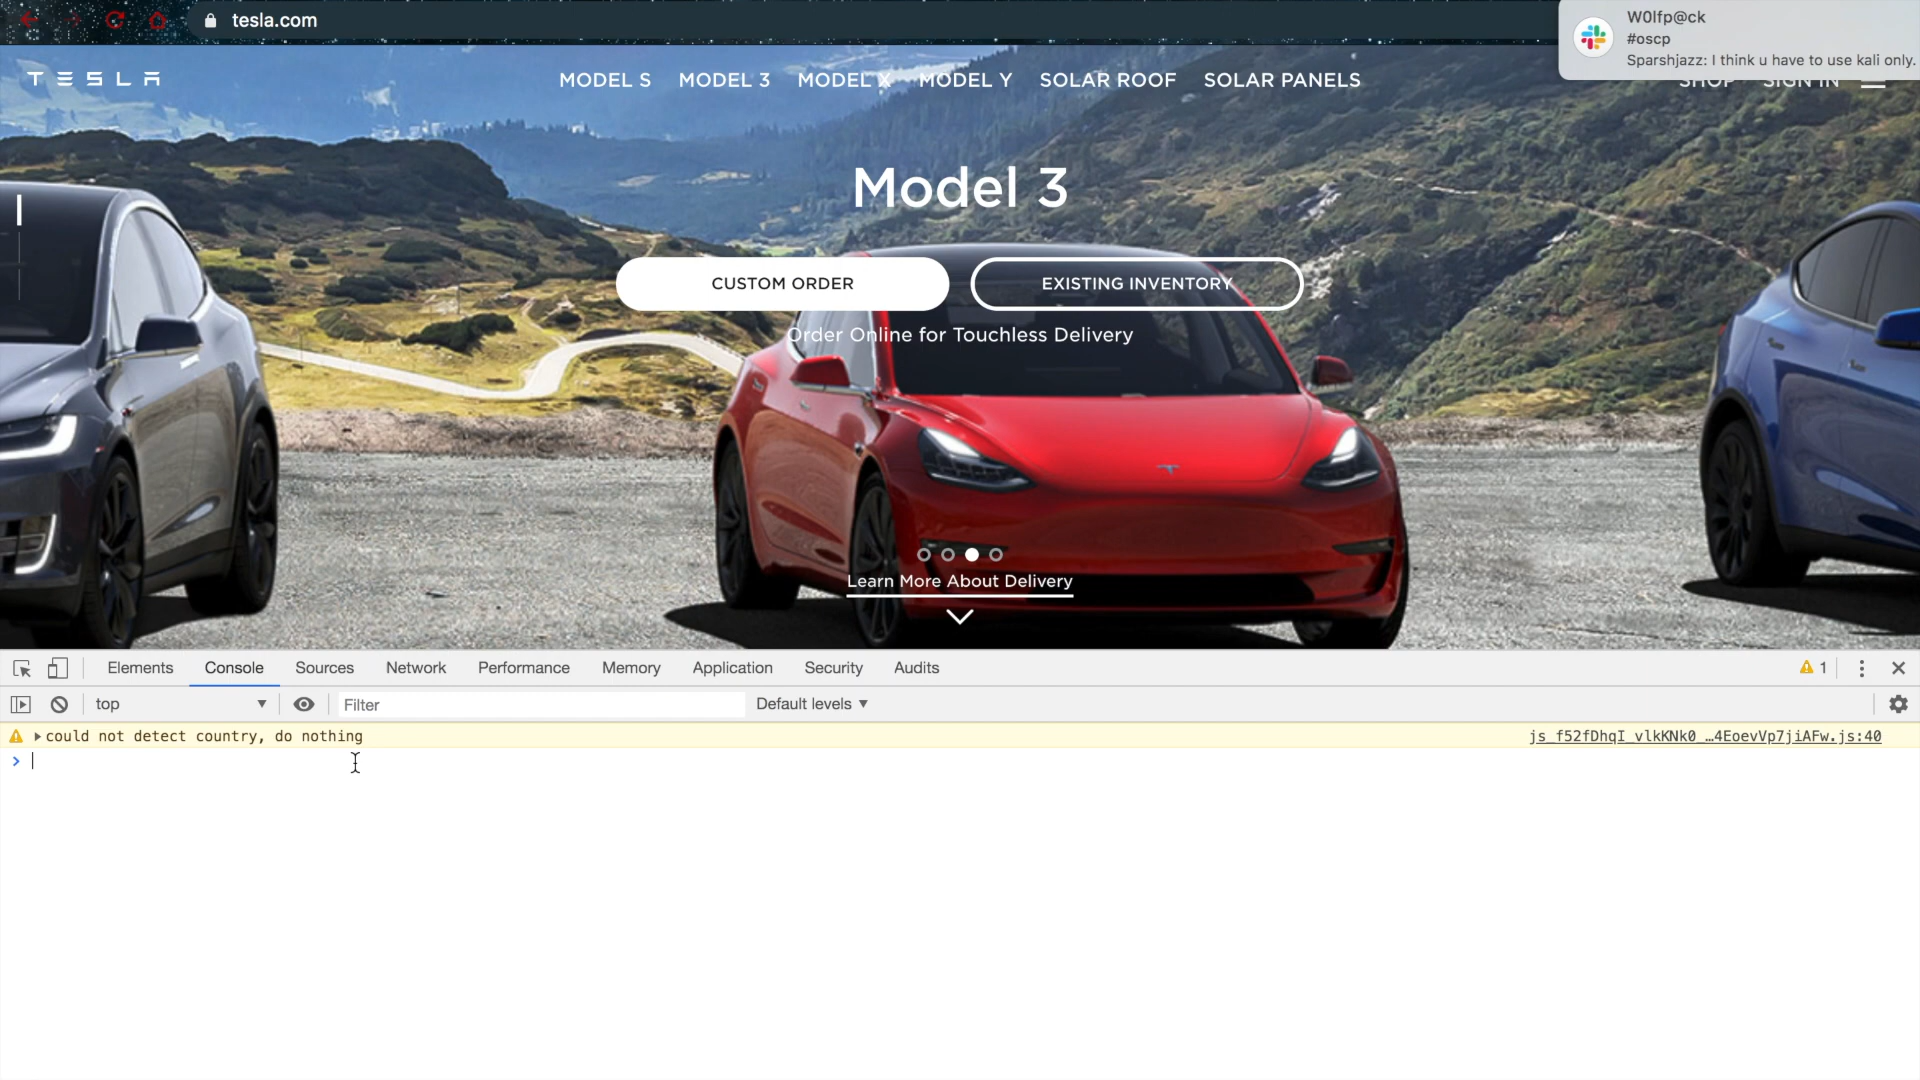 tesla.com
W0lfp@ck
#oscp
Sparshjazz: I think u have to use kali only.
TESLA
MODEL S MODEL 3 MODEL X MODEL Y SOLAR ROOF SOLAR PANELS
SHOP SIGN IN
Model 3
CUSTOM ORDER EXISTING INVENTORY
Order Online for Touchless Delivery
Learn More About Delivery
Elements Console Sources Network Performance Memory Application Security Audits 1
top Filter Default levels
could not detect country, do nothing js_f52fDhqI_vlkKNk0_…4EoevVp7jiAFw.js:40